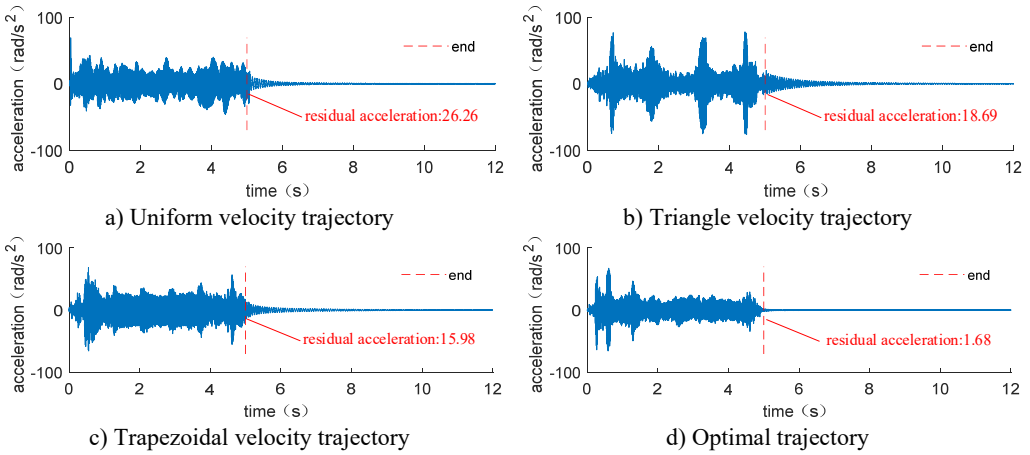 acceleration（rad/s²）
100
0
-100
end
residual acceleration:26.26
0 2 4 6 8 10 12
time（s）
a) Uniform velocity trajectory
acceleration（rad/s²）
100
0
-100
end
residual acceleration:18.69
0 2 4 6 8 10 12
time（s）
b) Triangle velocity trajectory
acceleration（rad/s²）
100
0
-100
end
residual acceleration:15.98
0 2 4 6 8 10 12
time（s）
c) Trapezoidal velocity trajectory
acceleration（rad/s²）
100
0
-100
end
residual acceleration:1.68
0 2 4 6 8 10 12
time（s）
d) Optimal trajectory